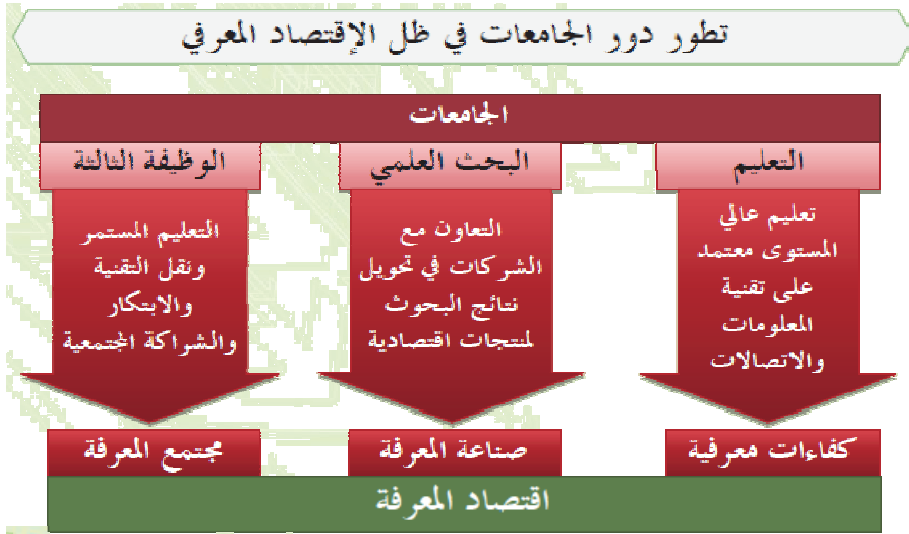 تطور دور الجامعات في ظل الإقتصاد المعرفي
الجامعات
التعليم
تعليم عالي
المستوى معتمد
على تقنية
المعلومات
والاتصالات
كفاءات معرفية
البحث العلمي
التعاون مع
الشركات في تحويل
نتائج البحوث
لمنتجات اقتصادية
صناعة المعرفة
الوظيفة الثالثة
التعليم المستمر
ونقل التقنية
والابتكار
والشراكة المجتمعية
مجتمع المعرفة
اقتصاد المعرفة